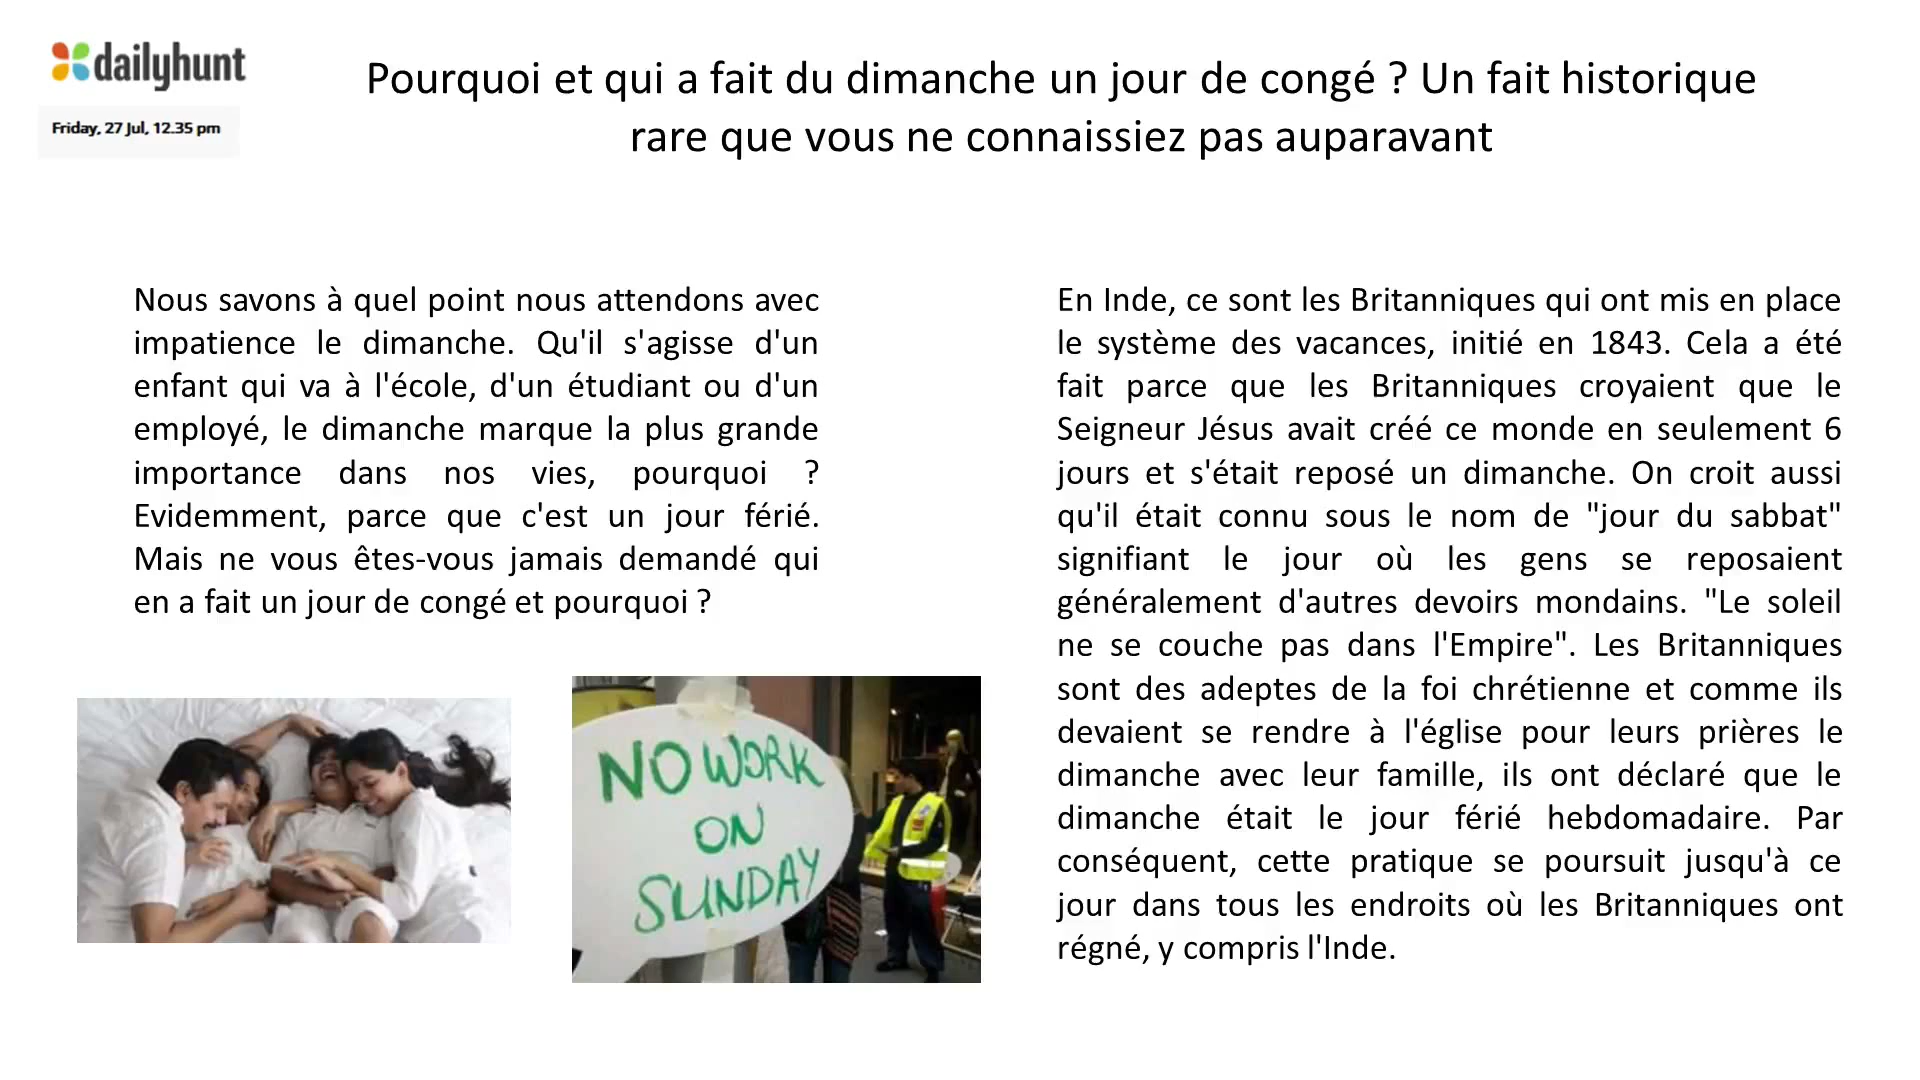 dailyhunt
Friday, 27 Jul, 12.35 pm
Pourquoi et qui a fait du dimanche un jour de congé ? Un fait historique
rare que vous ne connaissiez pas auparavant
Nous savons à quel point nous attendons avec
impatience le dimanche. Qu'il s'agisse d'un
enfant qui va à l'école, d'un étudiant ou d'un
employé, le dimanche marque la plus grande
importance dans nos vies, pourquoi ?
Evidemment, parce que c'est un jour férié.
Mais ne vous êtes-vous jamais demandé qui
en a fait un jour de congé et pourquoi ?
NO WORK
ON
SUNDAY
En Inde, ce sont les Britanniques qui ont mis en place
le système des vacances, initié en 1843. Cela a été
fait parce que les Britanniques croyaient que le
Seigneur Jésus avait créé ce monde en seulement 6
jours et s'était reposé un dimanche. On croit aussi
qu'il était connu sous le nom de "jour du sabbat"
signifiant le jour où les gens se reposaient
généralement d'autres devoirs mondains. "Le soleil
ne se couche pas dans l'Empire". Les Britanniques
sont des adeptes de la foi chrétienne et comme ils
devaient se rendre à l'église pour leurs prières le
dimanche avec leur famille, ils ont déclaré que le
dimanche était le jour férié hebdomadaire. Par
conséquent, cette pratique se poursuit jusqu'à ce
jour dans tous les endroits où les Britanniques ont
régné, y compris l'Inde.